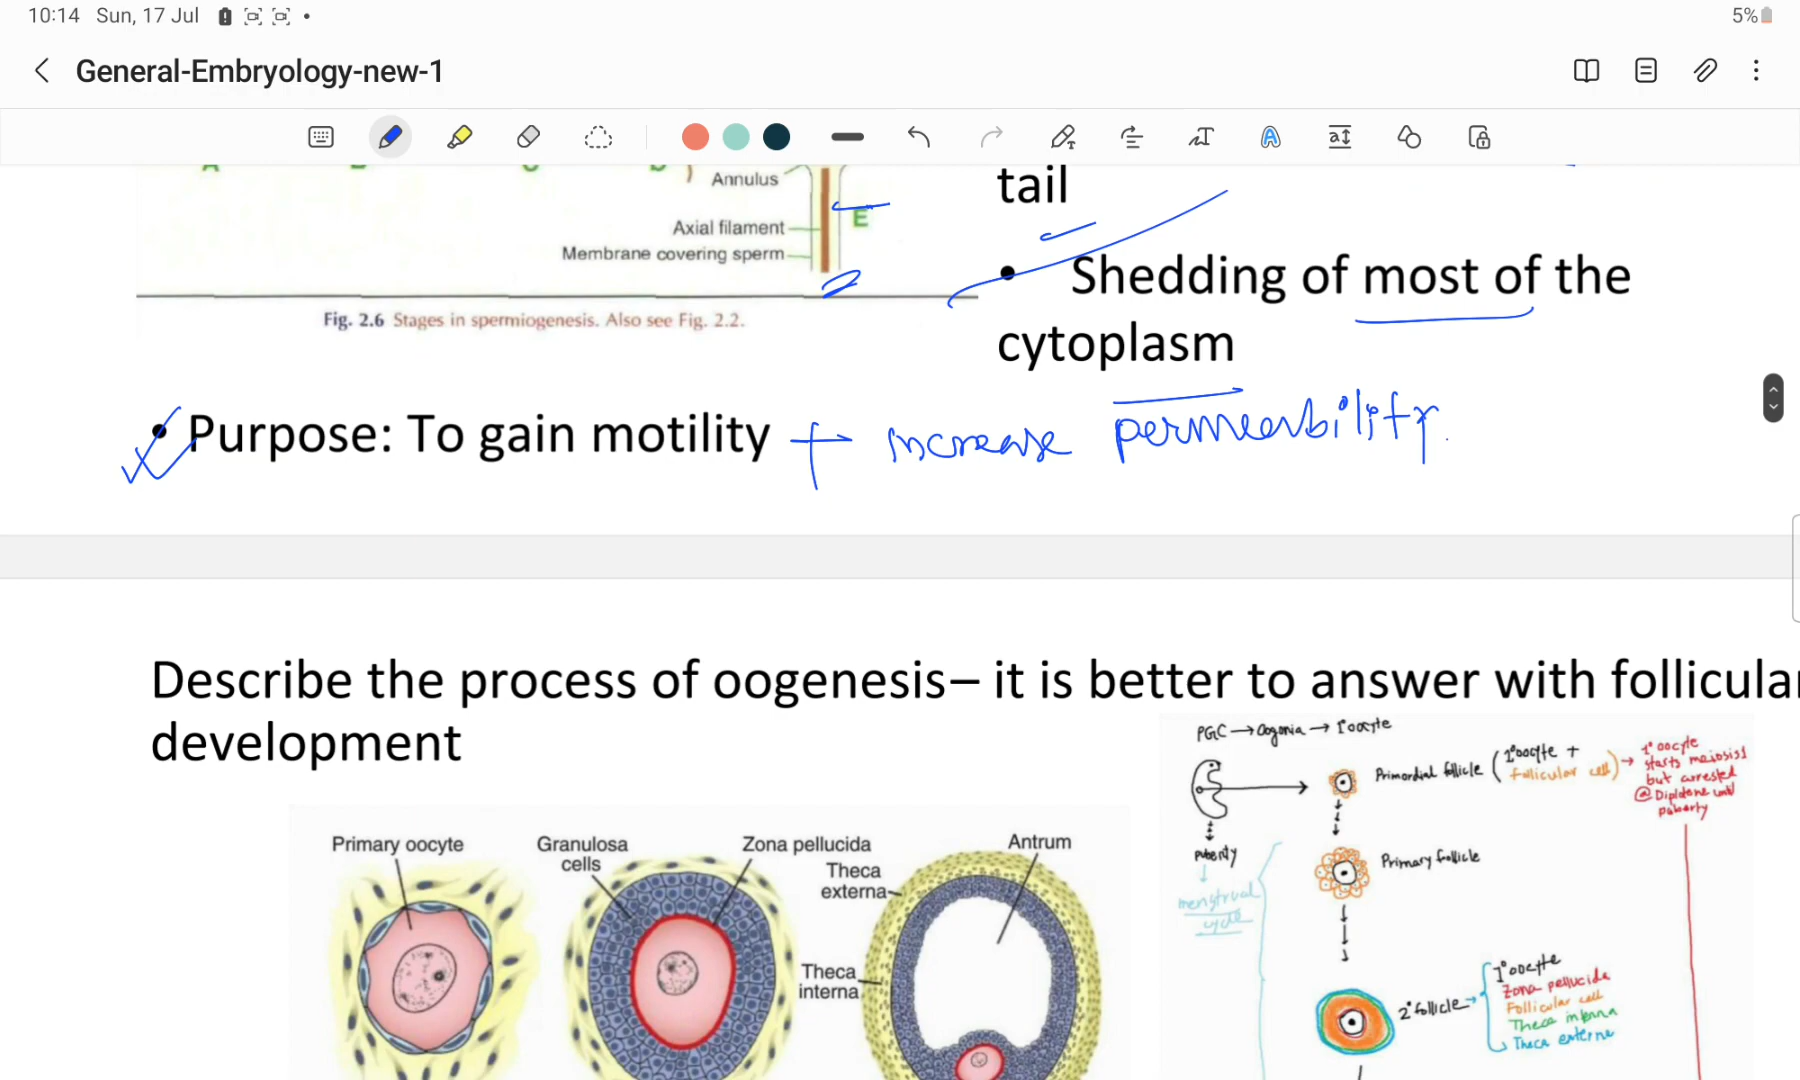 10:14 Sun, 17 Jul
5%
General-Embryology-new-1
Annulus
E
Axial filament
Membrane covering sperm
Fig. 2.6 Stages in spermiogenesis. Also see Fig. 2.2.
tail
• Shedding of most of the
cytoplasm
• Purpose: To gain motility + increase permeability.
Describe the process of oogenesis– it is better to answer with follicular
development
Primary oocyte
Granulosa
cells
Zona pellucida
Theca
externa
Antrum
Theca
interna
PGC → Oogonia → 1° oocyte
Primordial follicle (1° oocyte +
follicular cell) →
1° oocyte
starts meiosis 1
but arrested
@ Diplotene until
puberty
puberty
menstrual
cycle
Primary follicle
2° follicle →
1° oocyte
Zona pellucida
Follicular cell
Theca interna
Theca externa